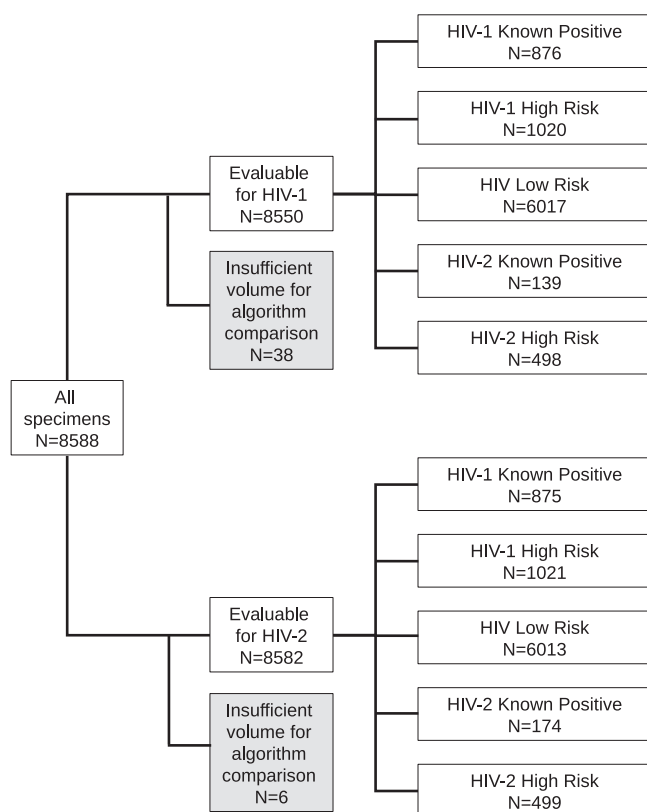 HIV-1 Known Positive
N=876
HIV-1 High Risk
N=1020
Evaluable
for HIV-1
N=8550
HIV Low Risk
N=6017
Insufficient
volume for
algorithm
comparison
N=38
HIV-2 Known Positive
N=139
HIV-2 High Risk
N=498
All
specimens
N=8588
HIV-1 Known Positive
N=875
HIV-1 High Risk
N=1021
Evaluable
for HIV-2
N=8582
HIV Low Risk
N=6013
Insufficient
volume for
algorithm
comparison
N=6
HIV-2 Known Positive
N=174
HIV-2 High Risk
N=499